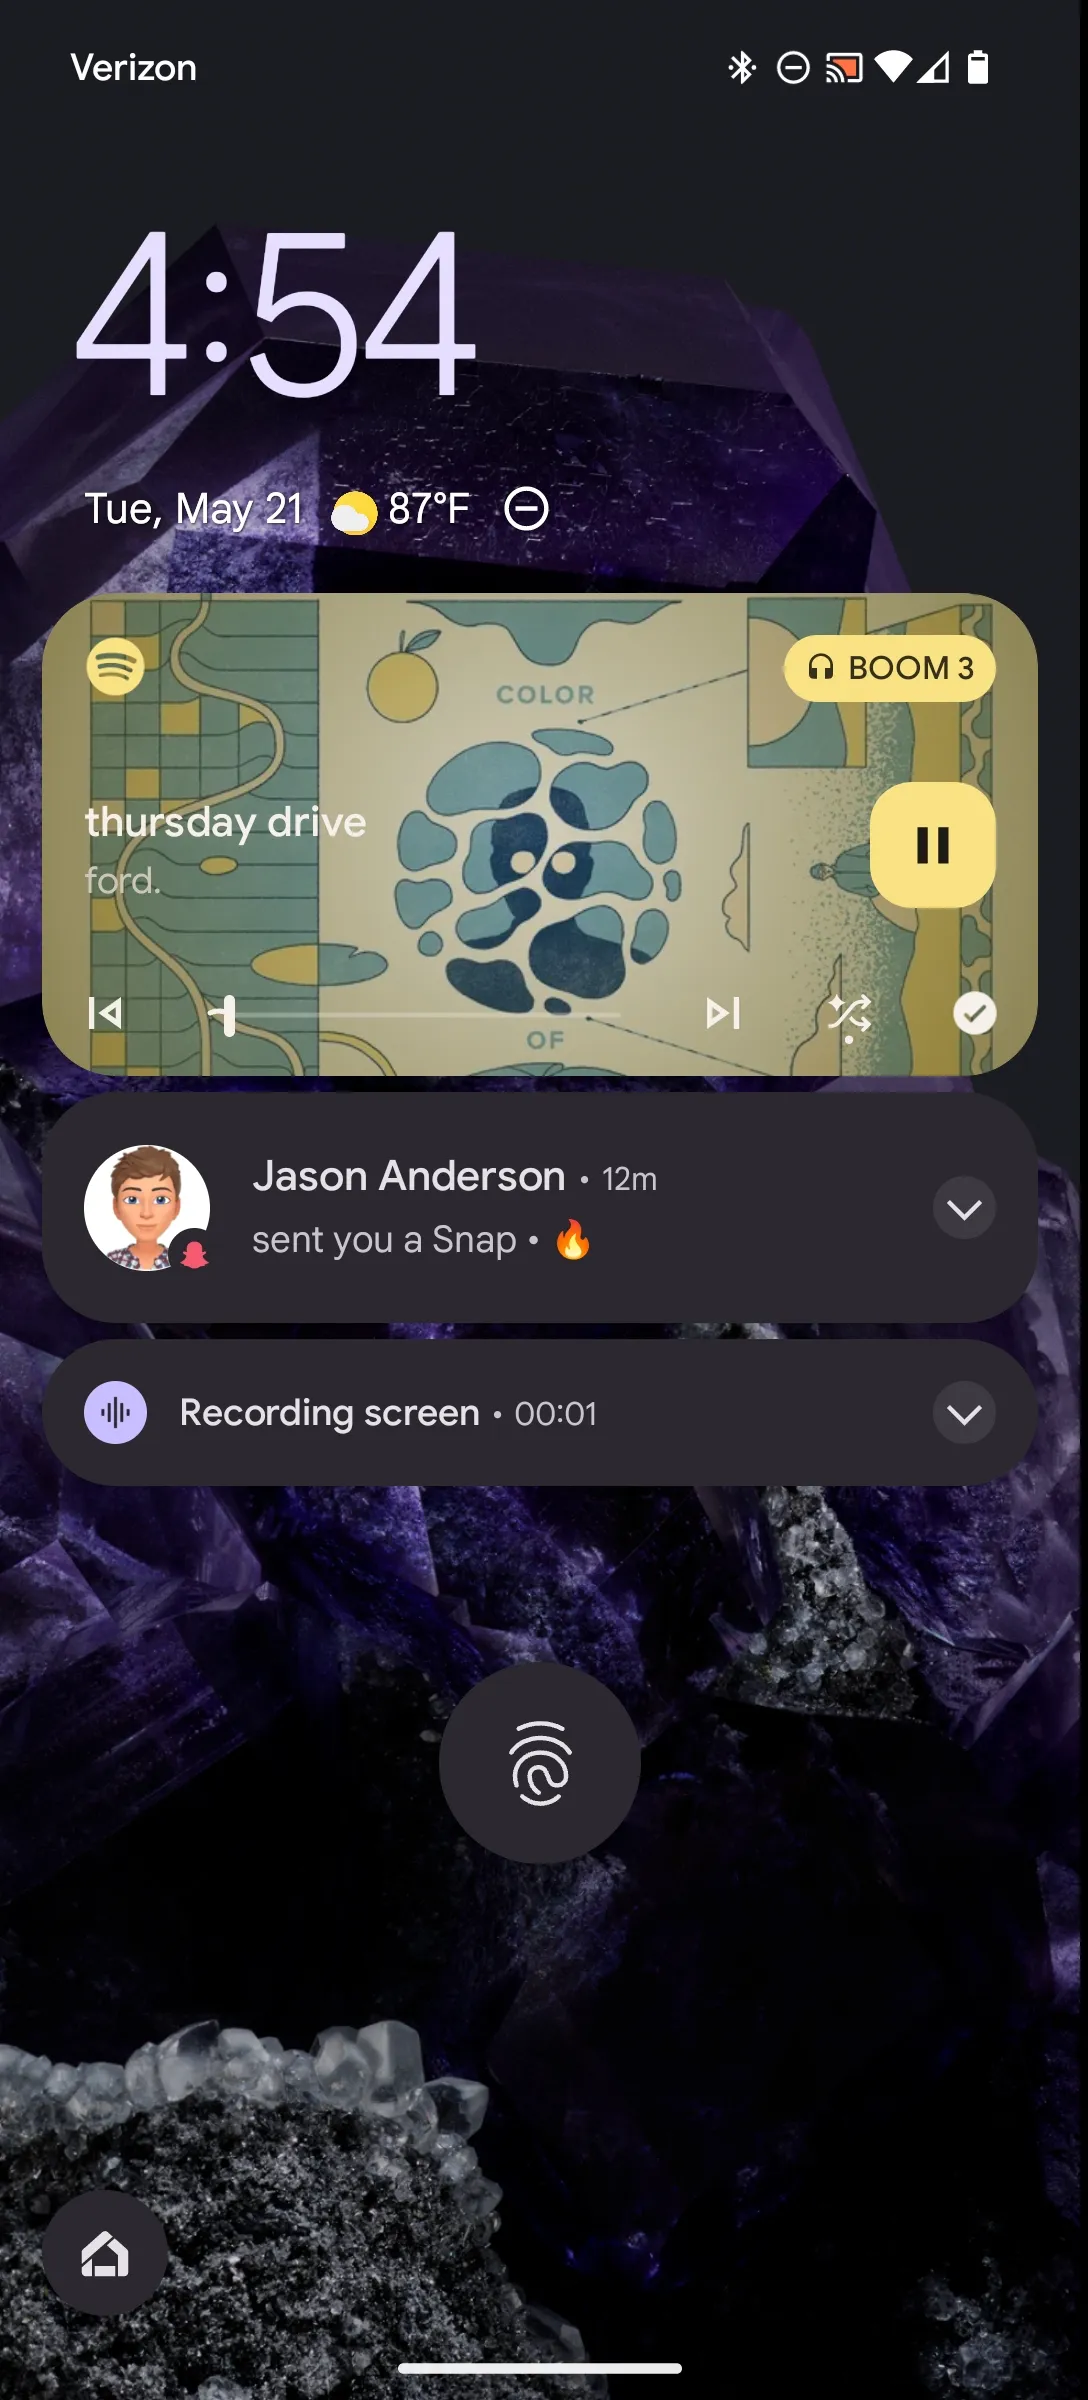 Verizon
4:54
Tue, May 21 87°F
COLOR
BOOM 3
thursday drive
ford.
OF
Jason Anderson • 12m
sent you a Snap • 🔥
Recording screen • 00:01